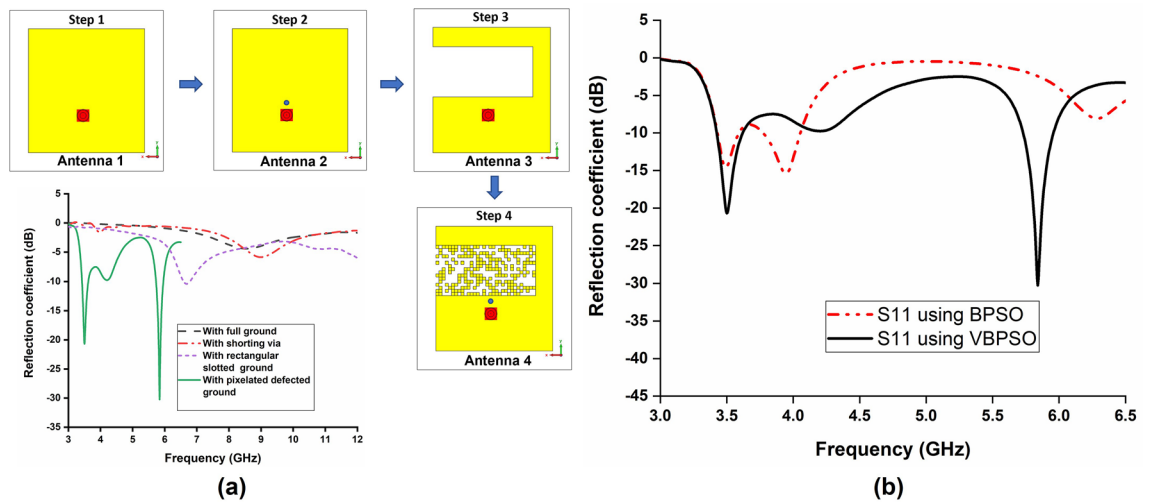 Step 1
Antenna 1
Step 2
Antenna 2
Step 3
Antenna 3
Step 4
Antenna 4
Reflection coefficient (dB)
5
0
-5
-10
-15
-20
-25
-30
-35
With full ground
With shorting via
With rectangular
slotted ground
With pixelated defected
ground
3 4 5 6 7 8 9 10 11 12
Frequency (GHz)
(a)
Reflection coefficient (dB)
5
0
-5
-10
-15
-20
-25
-30
-35
-40
-45
S11 using BPSO
S11 using VBPSO
3.0 3.5 4.0 4.5 5.0 5.5 6.0 6.5
Frequency (GHz)
(b)